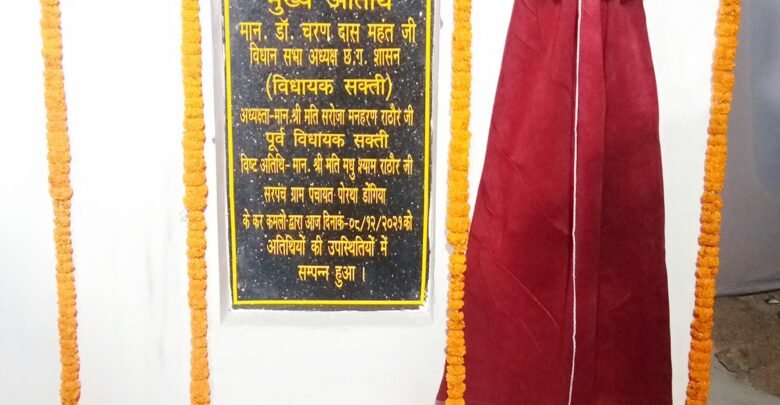 मुख्य अतिथि
मान. डॉ. चरण दास महंत जी
विधान सभा अध्यक्ष छ.ग. शासन
(विधायक सक्ती)
अध्यक्षता-मान.श्री मति सरोजा मनहरण राठौर जी
पूर्व विधायक सक्ती
विष्ट अतिथि- मान. श्री मति मधु श्याम राठौर जी
सरपंच ग्राम पंचायत पोरथा डोंगिया
के कर कमलो द्वारा आज दिनांक-०८/१२/२०२१को
अतिथियों की उपस्थितियों में
सम्पन्न हुआ ।